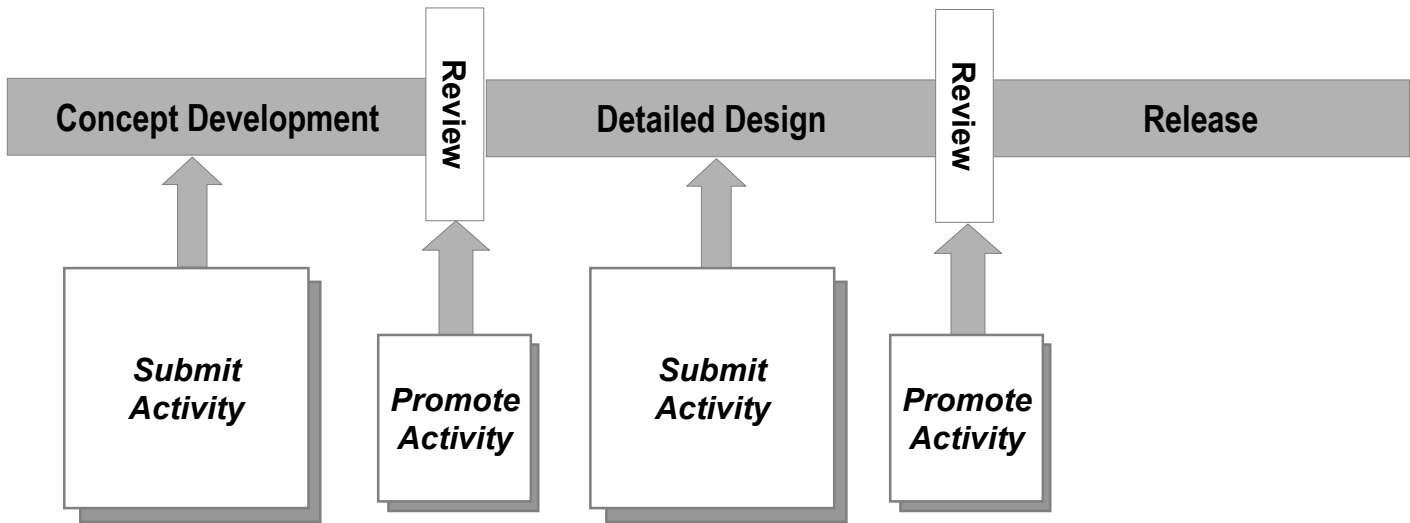 Concept Development
Review
Detailed Design
Review
Release
Submit
Activity
Promote
Activity
Submit
Activity
Promote
Activity